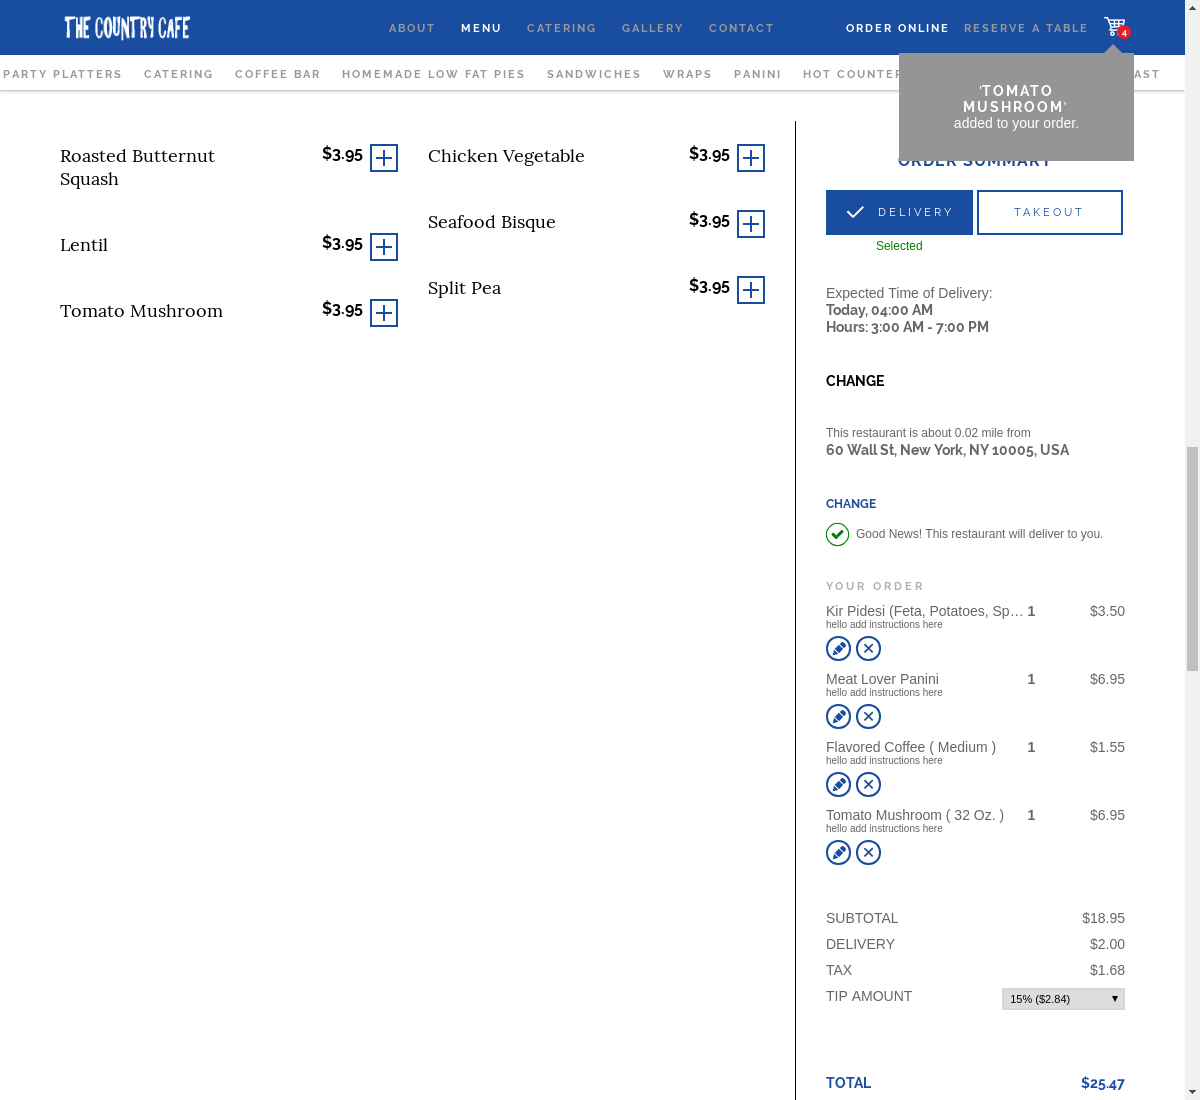 THE COUNTRY CAFE
ABOUT
MENU
CATERING
GALLERY
CONTACT
ORDER ONLINE
RESERVE A TABLE
4
PARTY PLATTERS
CATERING
COFFEE BAR
HOMEMADE LOW FAT PIES
SANDWICHES
WRAPS
PANINI
HOT COUNTER
AST
'TOMATO
MUSHROOM'
added to your order.
Roasted Butternut
Squash
$3.95
Lentil
$3.95
Tomato Mushroom
$3.95
Chicken Vegetable
$3.95
Seafood Bisque
$3.95
Split Pea
$3.95
ORDER SUMMARY
DELIVERY
TAKEOUT
Selected
Expected Time of Delivery:
Today, 04:00 AM
Hours: 3:00 AM - 7:00 PM
CHANGE
This restaurant is about 0.02 mile from
60 Wall St, New York, NY 10005, USA
CHANGE
Good News! This restaurant will deliver to you.
YOUR ORDER
Kir Pidesi (Feta, Potatoes, Sp… 1 $3.50
hello add instructions here
Meat Lover Panini 1 $6.95
hello add instructions here
Flavored Coffee ( Medium ) 1 $1.55
hello add instructions here
Tomato Mushroom ( 32 Oz. ) 1 $6.95
hello add instructions here
SUBTOTAL $18.95
DELIVERY $2.00
TAX $1.68
TIP AMOUNT 15% ($2.84)
TOTAL $25.47